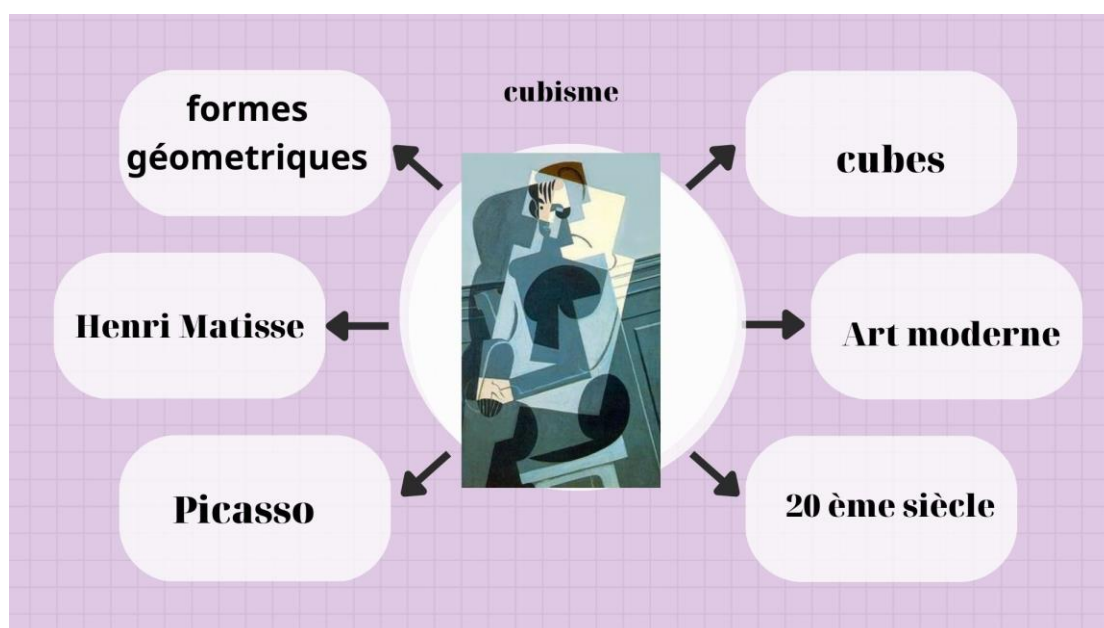 cubisme
formes
géometriques
cubes
Henri Matisse
Art moderne
Picasso
20 ème siècle